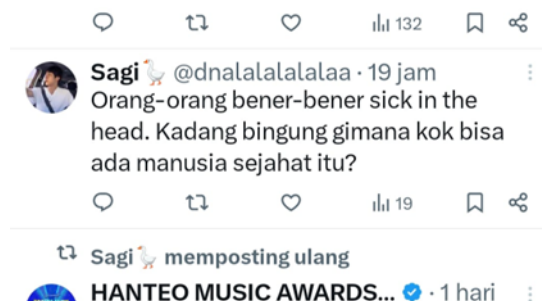 132
Sagi🪿 @dnalalalalalaa · 19 jam
Orang-orang bener-bener sick in the
head. Kadang bingung gimana kok bisa
ada manusia sejahat itu?
19
Sagi🪿 memposting ulang
HANTEO MUSIC AWARDS... · 1 hari